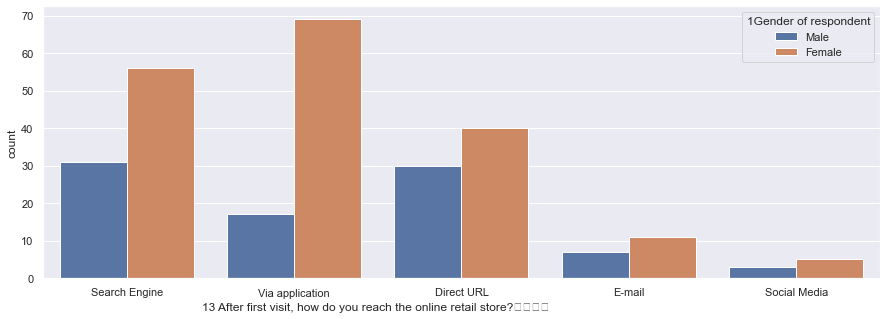 1Gender of respondent
Male
Female
70
60
50
40
30
20
10
0
count
Search Engine
Via application
Direct URL
E-mail
Social Media
13 After first visit, how do you reach the online retail store?